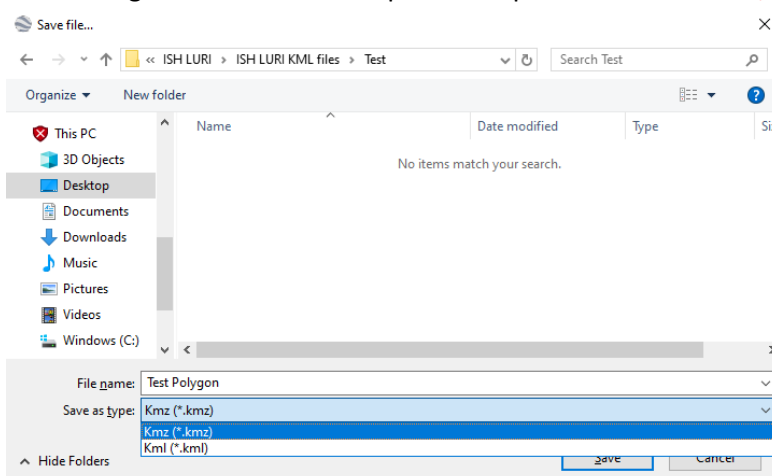 Save file...
« ISH LURI › ISH LURI KML files › Test
Search Test
Organize
New folder
Name
Date modified
Type
Si
This PC
3D Objects
Desktop
Documents
Downloads
Music
Pictures
Videos
Windows (C:)
No items match your search.
File name: Test Polygon
Save as type: Kmz (*.kmz)
Kmz (*.kmz)
Kml (*.kml)
Hide Folders
Save
Cancel